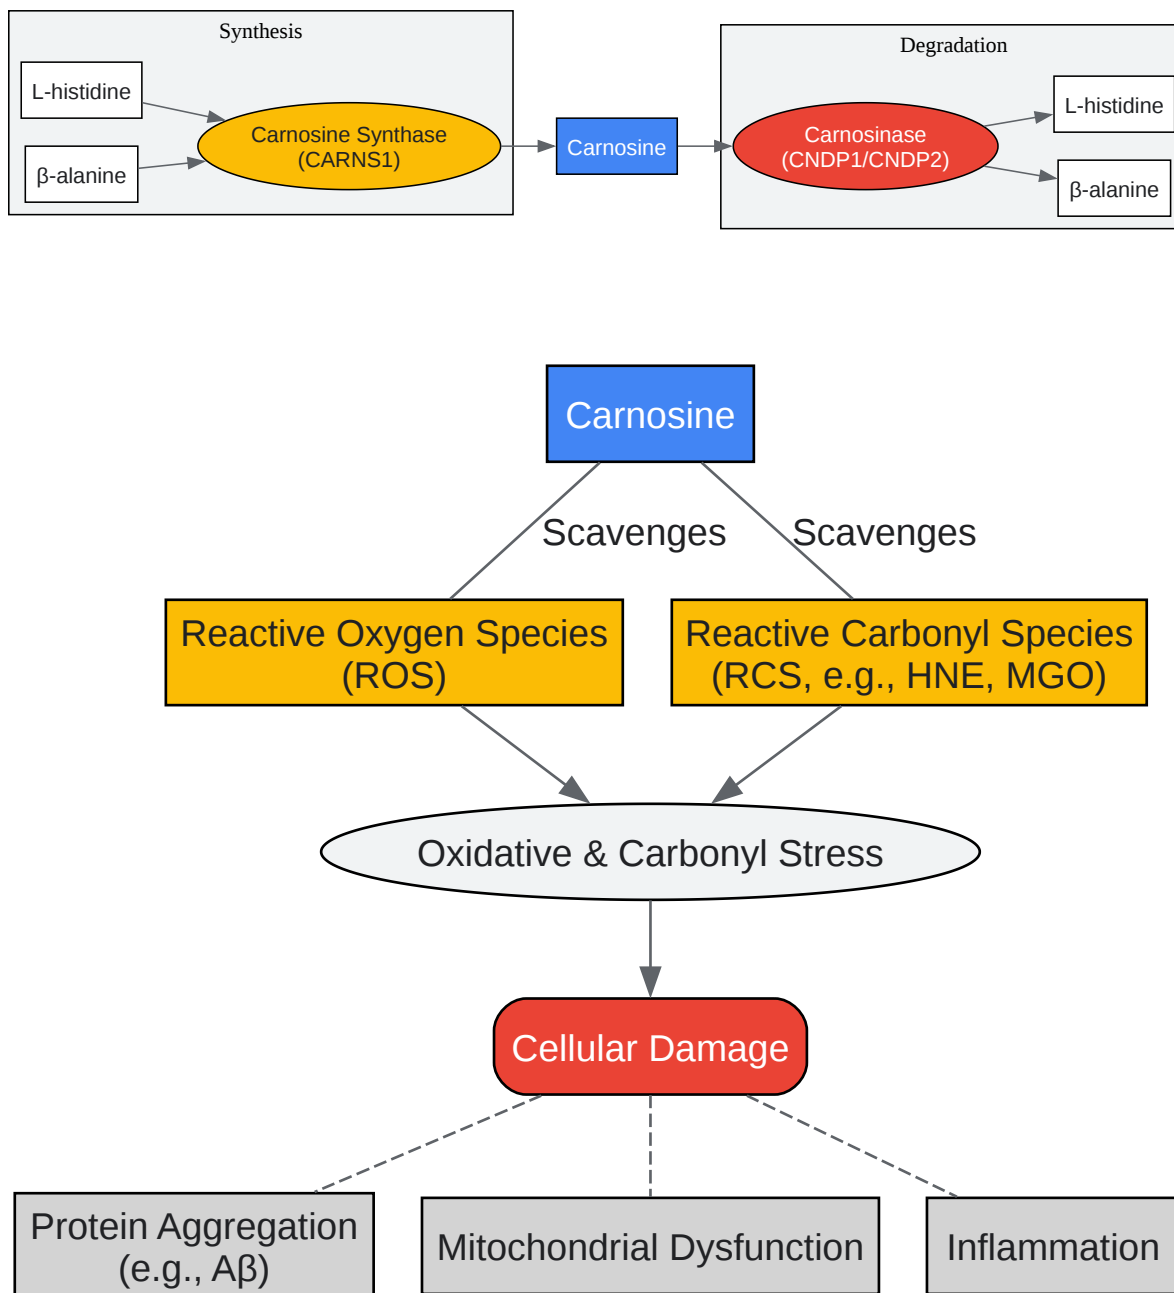 Synthesis
L-histidine
β-alanine
Carnosine Synthase
(CARNS1)
Carnosine
Degradation
Carnosinase
(CNDP1/CNDP2)
L-histidine
β-alanine
Carnosine
Scavenges
Scavenges
Reactive Oxygen Species
(ROS)
Reactive Carbonyl Species
(RCS, e.g., HNE, MGO)
Oxidative & Carbonyl Stress
Cellular Damage
Protein Aggregation
(e.g., Aβ)
Mitochondrial Dysfunction
Inflammation